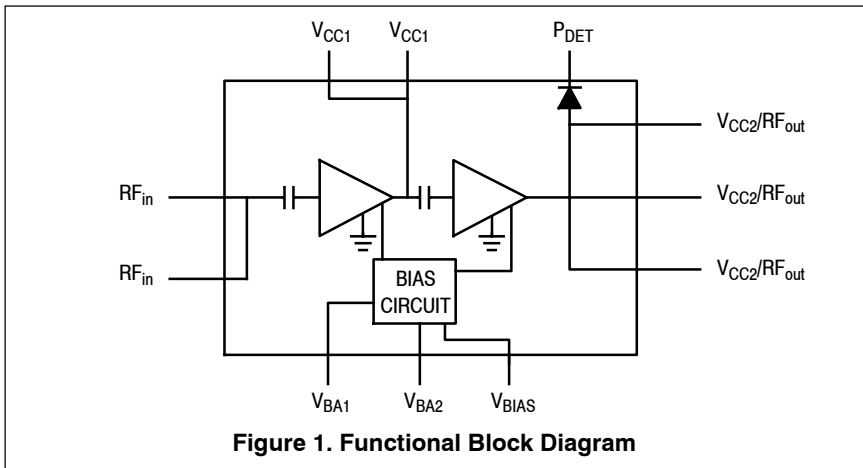 VCC1 VCC1 PDET
VCC2/RFout
RFin VCC2/RFout
RFin VCC2/RFout
BIAS
CIRCUIT
VBA1 VBA2 VBIAS
Figure 1. Functional Block Diagram